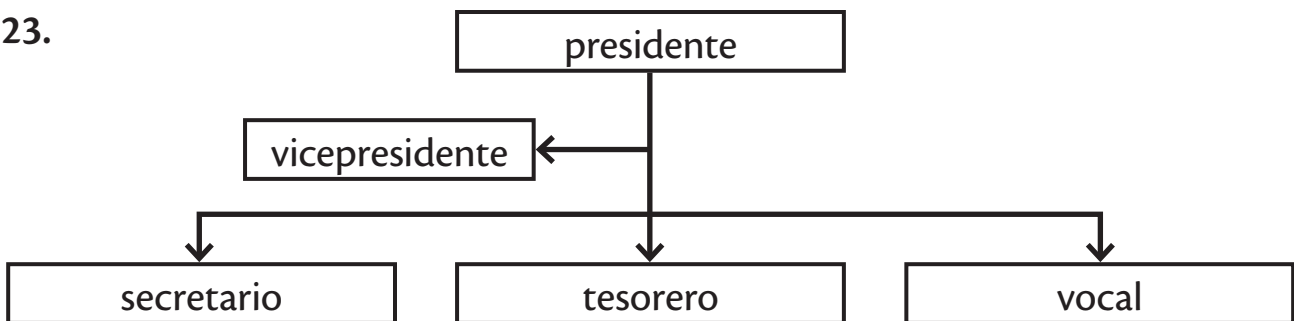 23.
presidente
vicepresidente
secretario tesorero vocal